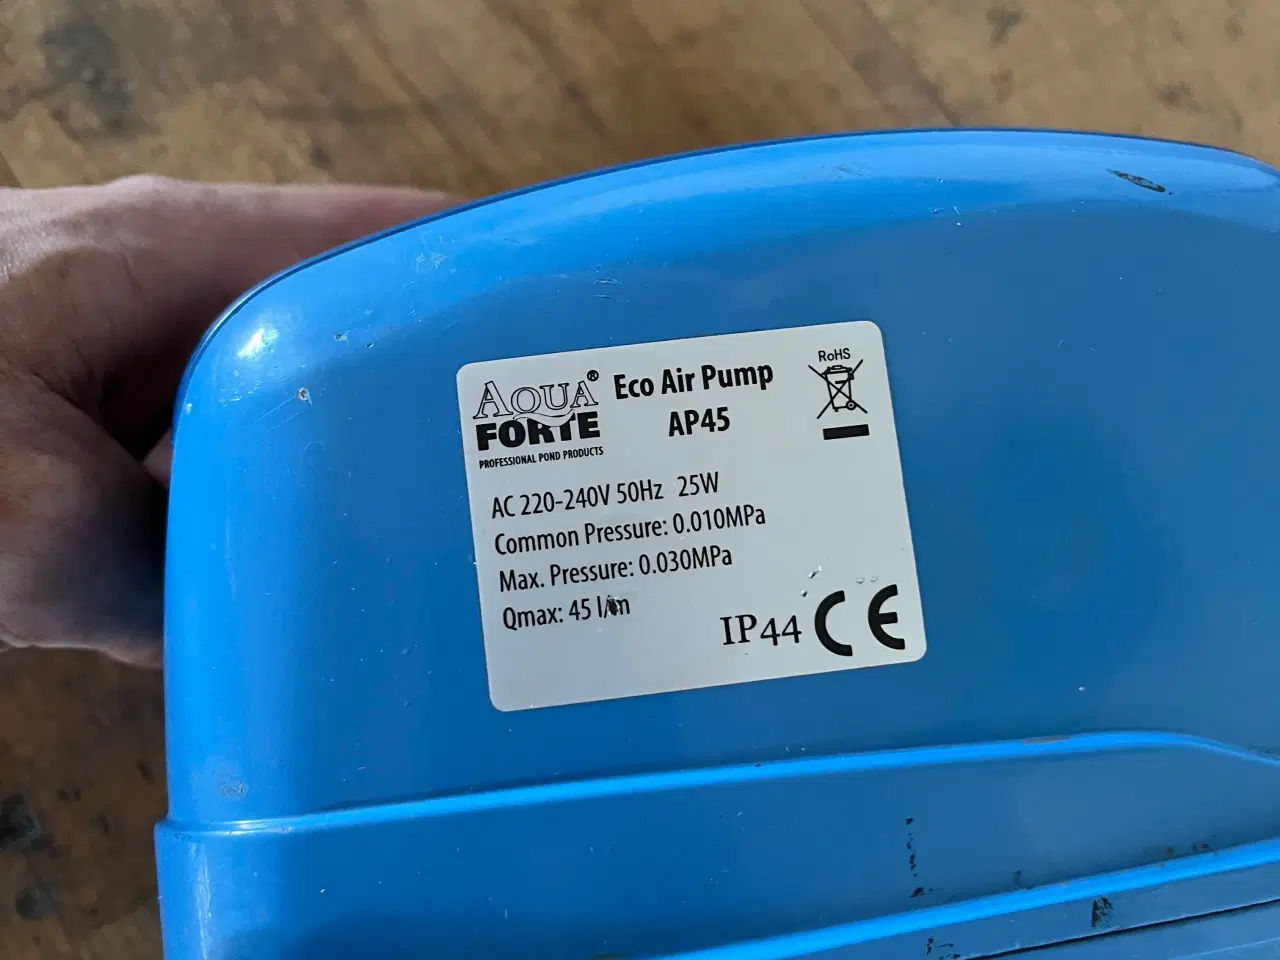 AQUA®
FORTE
PROFESSIONAL POND PRODUCTS
Eco Air Pump
AP45
RoHS
AC 220-240V 50Hz 25W
Common Pressure: 0.010MPa
Max. Pressure: 0.030MPa
Qmax: 45 l/m
IP44 CE